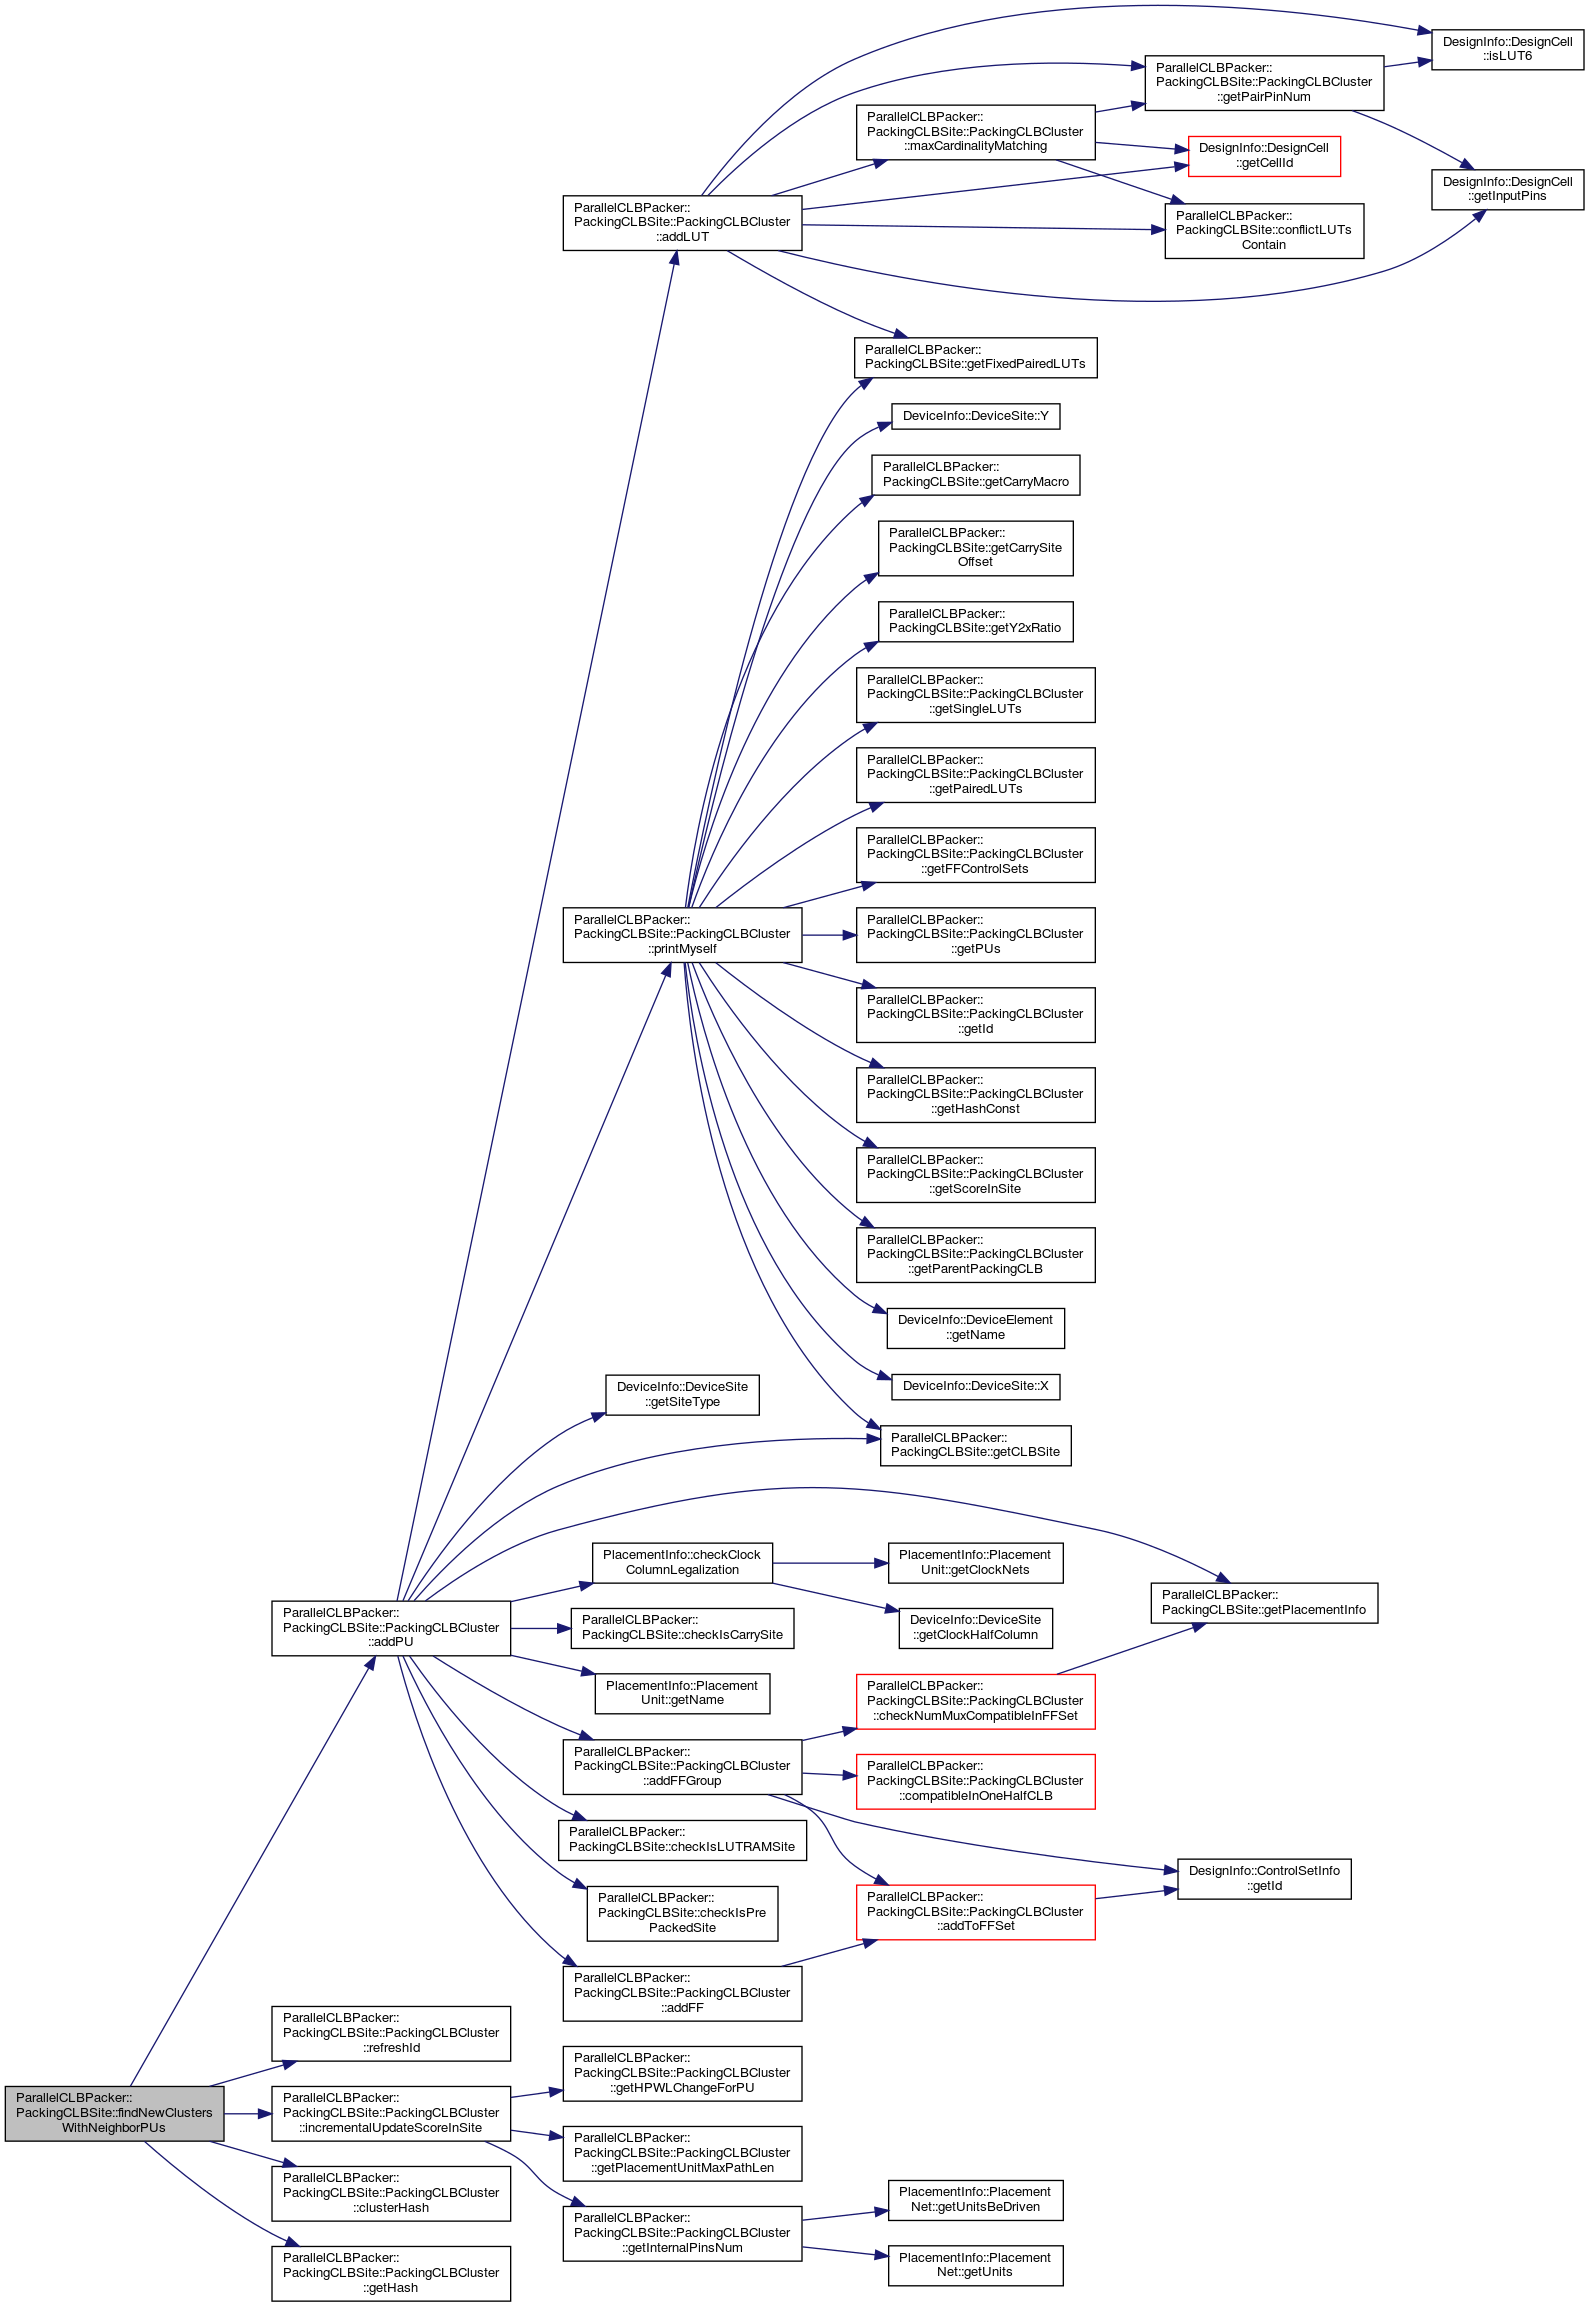 DesignInfo::DesignCell
::isLUT6
ParallelCLBPacker::
PackingCLBSite::PackingCLBCluster
::getPairPinNum
ParallelCLBPacker::
PackingCLBSite::PackingCLBCluster
::maxCardinalityMatching
DesignInfo::DesignCell
::getCellId
DesignInfo::DesignCell
::getInputPins
ParallelCLBPacker::
PackingCLBSite::PackingCLBCluster
::addLUT
ParallelCLBPacker::
PackingCLBSite::conflictLUTs
Contain
ParallelCLBPacker::
PackingCLBSite::getFixedPairedLUTs
DeviceInfo::DeviceSite::Y
ParallelCLBPacker::
PackingCLBSite::getCarryMacro
ParallelCLBPacker::
PackingCLBSite::getCarrySite
Offset
ParallelCLBPacker::
PackingCLBSite::getY2xRatio
ParallelCLBPacker::
PackingCLBSite::PackingCLBCluster
::getSingleLUTs
ParallelCLBPacker::
PackingCLBSite::PackingCLBCluster
::getPairedLUTs
ParallelCLBPacker::
PackingCLBSite::PackingCLBCluster
::getFFControlSets
ParallelCLBPacker::
PackingCLBSite::PackingCLBCluster
::printMyself
ParallelCLBPacker::
PackingCLBSite::PackingCLBCluster
::getPUs
ParallelCLBPacker::
PackingCLBSite::PackingCLBCluster
::getId
ParallelCLBPacker::
PackingCLBSite::PackingCLBCluster
::getHashConst
ParallelCLBPacker::
PackingCLBSite::PackingCLBCluster
::getScoreInSite
ParallelCLBPacker::
PackingCLBSite::PackingCLBCluster
::getParentPackingCLB
DeviceInfo::DeviceElement
::getName
DeviceInfo::DeviceSite::X
DeviceInfo::DeviceSite
::getSiteType
ParallelCLBPacker::
PackingCLBSite::getCLBSite
PlacementInfo::checkClock
ColumnLegalization
PlacementInfo::Placement
Unit::getClockNets
ParallelCLBPacker::
PackingCLBSite::getPlacementInfo
ParallelCLBPacker::
PackingCLBSite::PackingCLBCluster
::addPU
ParallelCLBPacker::
PackingCLBSite::checkIsCarrySite
DeviceInfo::DeviceSite
::getClockHalfColumn
PlacementInfo::Placement
Unit::getName
ParallelCLBPacker::
PackingCLBSite::PackingCLBCluster
::checkNumMuxCompatibleInFFSet
ParallelCLBPacker::
PackingCLBSite::PackingCLBCluster
::addFFGroup
ParallelCLBPacker::
PackingCLBSite::PackingCLBCluster
::compatibleInOneHalfCLB
ParallelCLBPacker::
PackingCLBSite::checkIsLUTRAMSite
DesignInfo::ControlSetInfo
::getId
ParallelCLBPacker::
PackingCLBSite::checkIsPre
PackedSite
ParallelCLBPacker::
PackingCLBSite::PackingCLBCluster
::addToFFSet
ParallelCLBPacker::
PackingCLBSite::PackingCLBCluster
::addFF
ParallelCLBPacker::
PackingCLBSite::PackingCLBCluster
::refreshId
ParallelCLBPacker::
PackingCLBSite::findNewClusters
WithNeighborPUs
ParallelCLBPacker::
PackingCLBSite::PackingCLBCluster
::incrementalUpdateScoreInSite
ParallelCLBPacker::
PackingCLBSite::PackingCLBCluster
::getHPWLChangeForPU
ParallelCLBPacker::
PackingCLBSite::PackingCLBCluster
::getPlacementUnitMaxPathLen
ParallelCLBPacker::
PackingCLBSite::PackingCLBCluster
::clusterHash
PlacementInfo::Placement
Net::getUnitsBeDriven
ParallelCLBPacker::
PackingCLBSite::PackingCLBCluster
::getInternalPinsNum
ParallelCLBPacker::
PackingCLBSite::PackingCLBCluster
::getHash
PlacementInfo::Placement
Net::getUnits